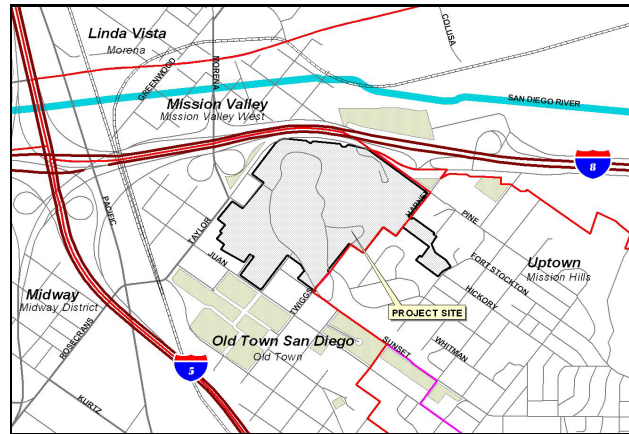 Linda Vista
Morena
COLUSA
GREENWOOD
MORENA
SAN DIEGO RIVER
Mission Valley
Mission Valley West
8
PACIFIC
TAYLOR
HARNEY
PINE
JUAN
FORT STOCKTON
Uptown
Mission Hills
Midway
Midway District
HICKORY
TWIGGS
PROJECT SITE
ROSECRANS
Old Town San Diego
Old Town
SUNSET
WHITMAN
5
KURTZ